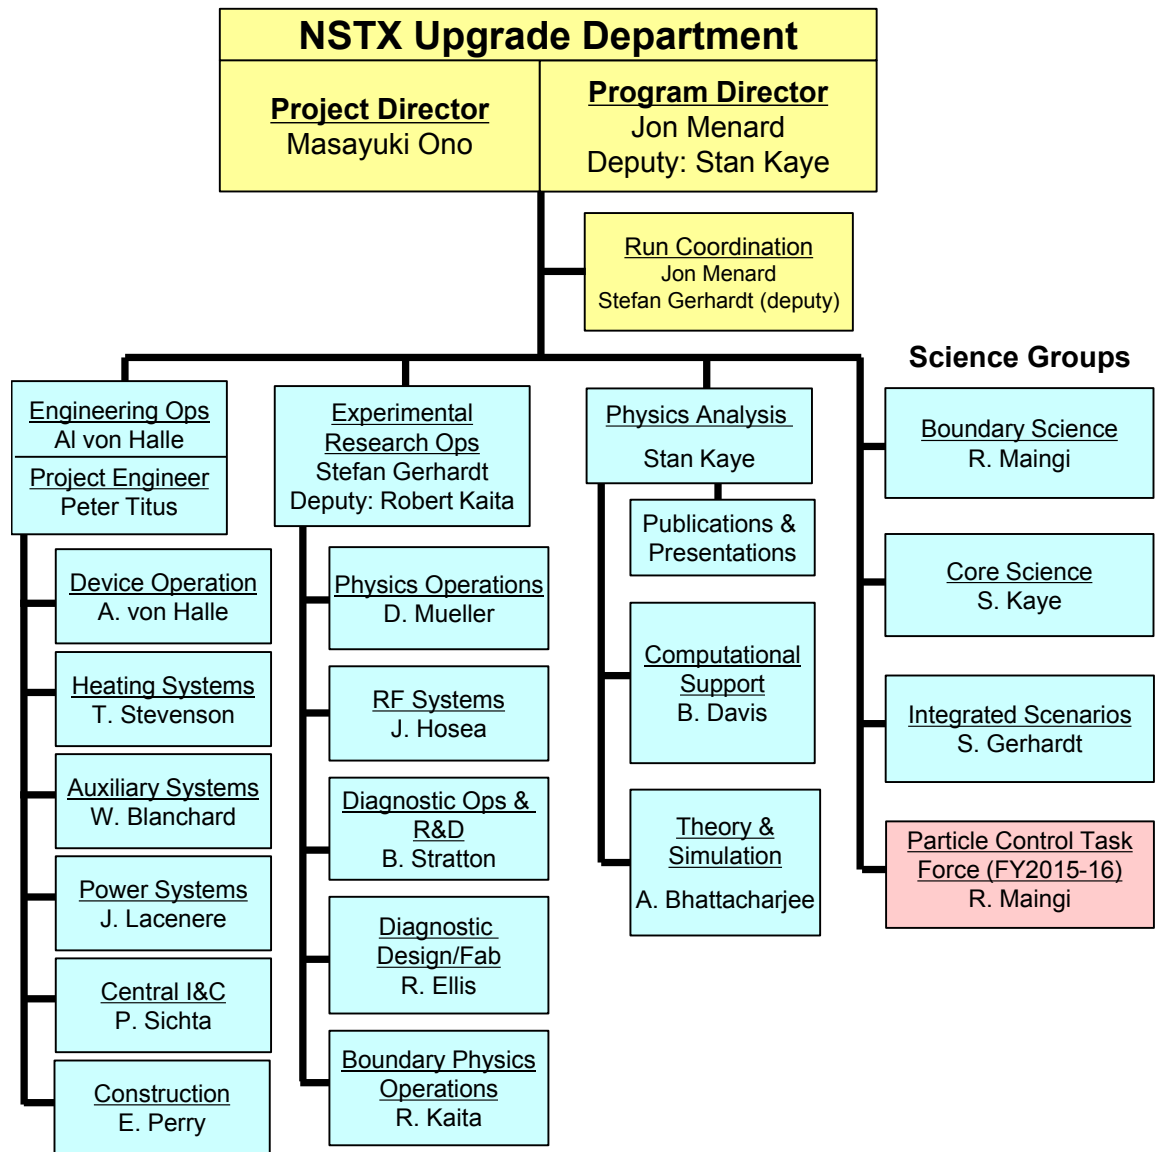 NSTX Upgrade Department
Project Director
Masayuki Ono
Program Director
Jon Menard
Deputy: Stan Kaye
Run Coordination
Jon Menard
Stefan Gerhardt (deputy)
Engineering Ops
Al von Halle
Project Engineer
Peter Titus
Device Operation
A. von Halle
Heating Systems
T. Stevenson
Auxiliary Systems
W. Blanchard
Power Systems
J. Lacenere
Central I&C
P. Sichta
Construction
E. Perry
Experimental
Research Ops
Stefan Gerhardt
Deputy: Robert Kaita
Physics Operations
D. Mueller
RF Systems
J. Hosea
Diagnostic Ops &
R&D
B. Stratton
Diagnostic
Design/Fab
R. Ellis
Boundary Physics
Operations
R. Kaita
Physics Analysis
Stan Kaye
Publications &
Presentations
Computational
Support
B. Davis
Theory &
Simulation
A. Bhattacharjee
Science Groups
Boundary Science
R. Maingi
Core Science
S. Kaye
Integrated Scenarios
S. Gerhardt
Particle Control Task
Force (FY2015-16)
R. Maingi